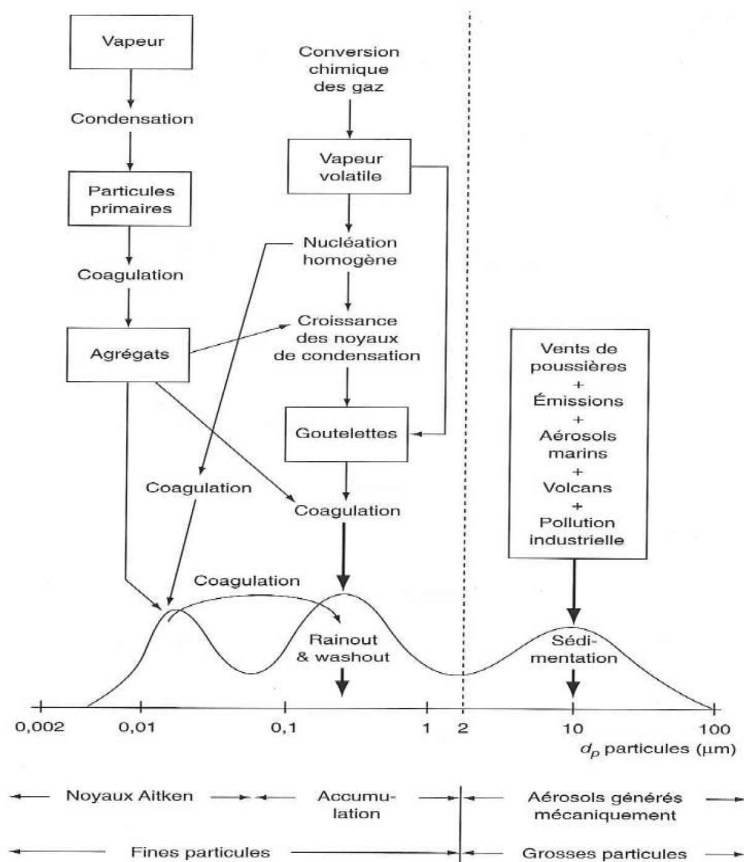 Vapeur
Condensation
Particules
primaires
Coagulation
Agrégats
Conversion
chimique
des gaz
Vapeur
volatile
Nucléation
homogène
Croissance
des noyaux
de condensation
Goutelettes
Coagulation
Coagulation
Coagulation
Rainout
& washout
Vents de
poussières
+
Émissions
+
Aérosols
marins
+
Volcans
+
Pollution
industrielle
Sédi-
mentation
0,002 0,01 0,1 1 2 10 100
dp particules (μm)
Noyaux Aitken Accumu-
lation
Aérosols générés
mécaniquement
Fines particules Grosses particules